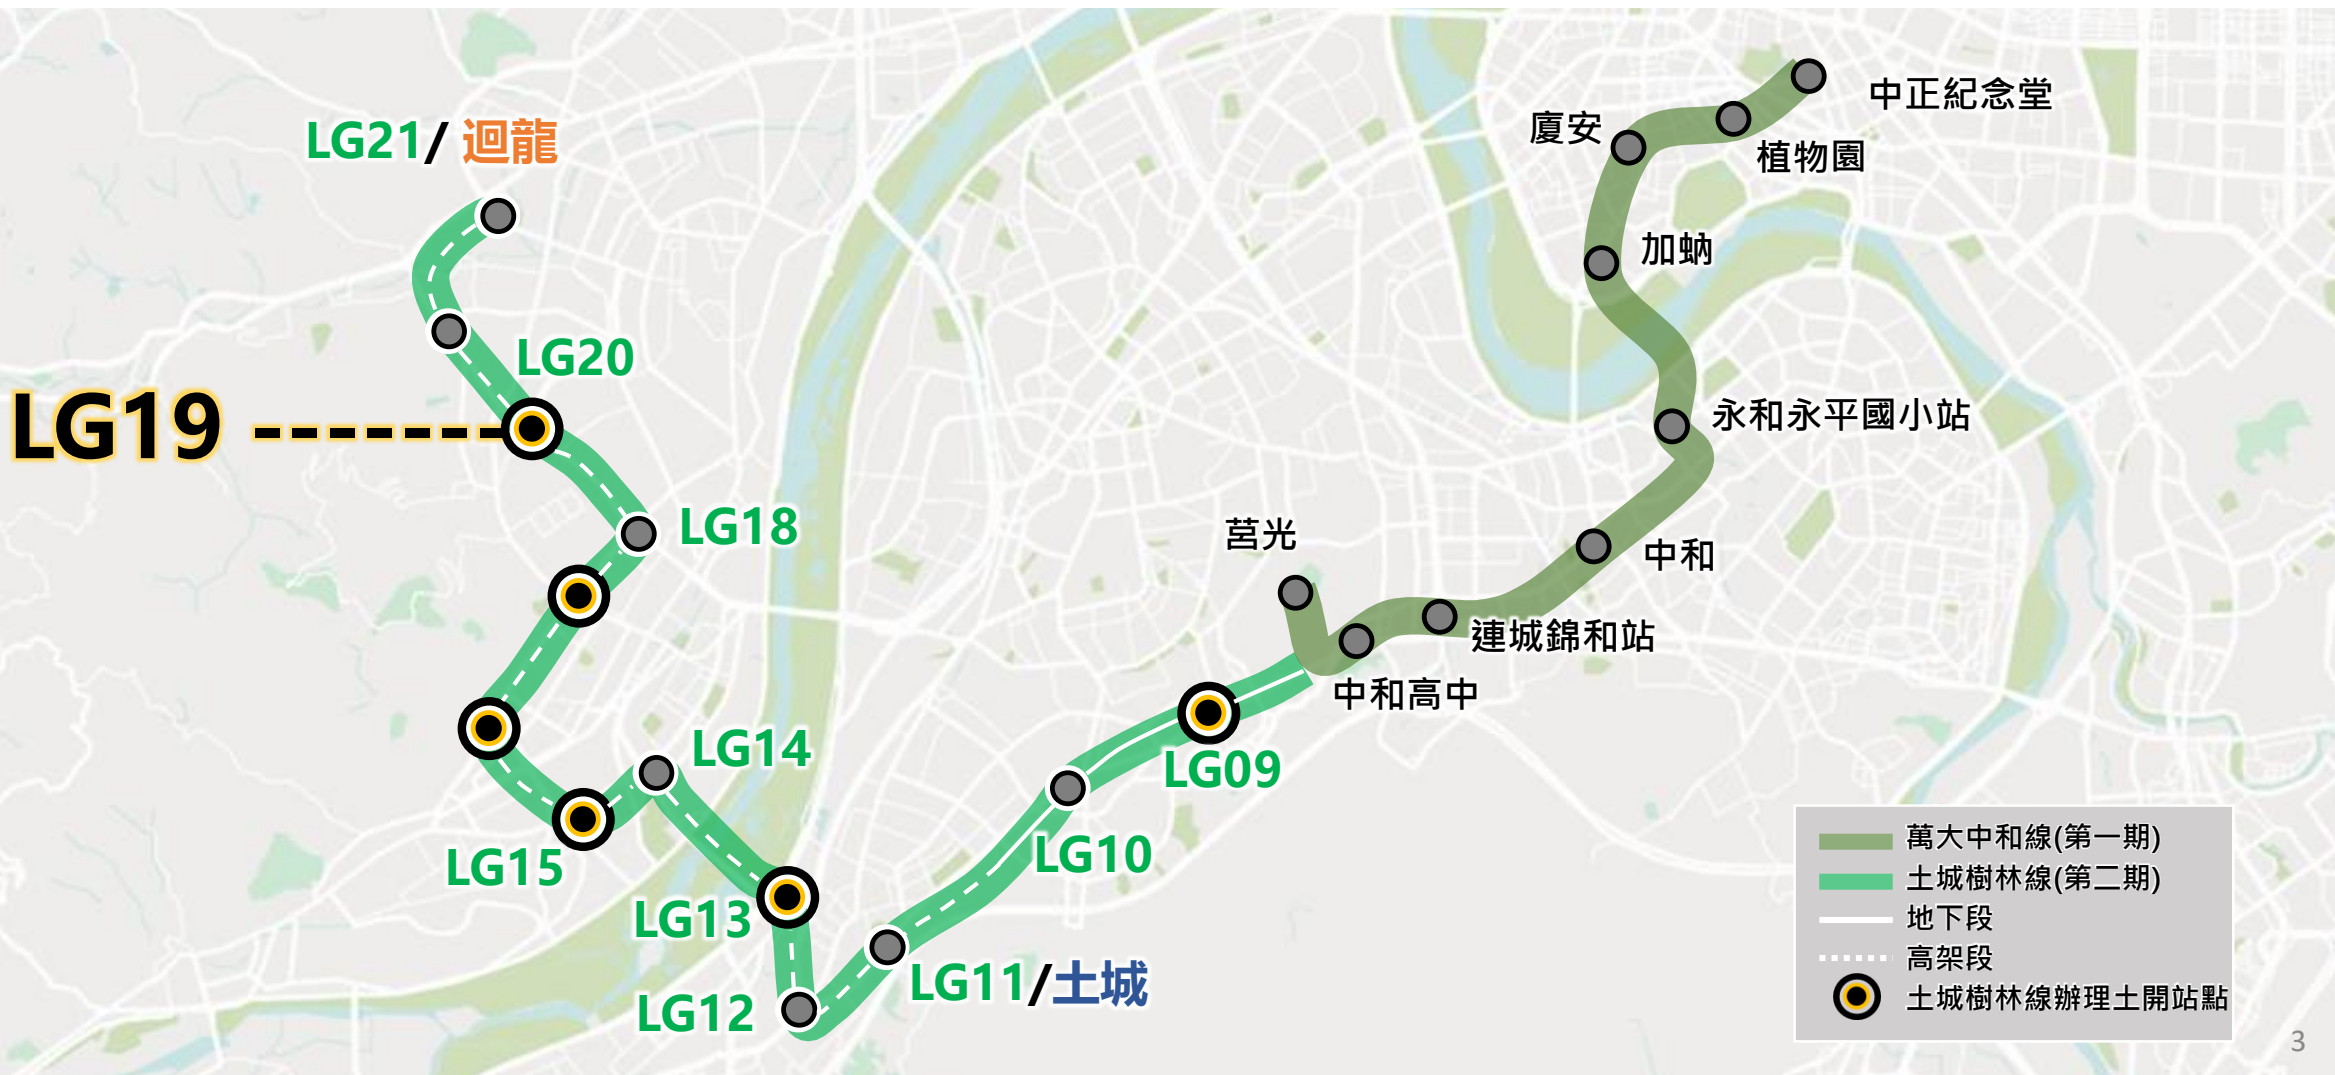 中正紀念堂
廈安
植物園
LG21/ 迴龍
加蚋
LG20
LG19
永和永平國小站
LG18
莒光
中和
連城錦和站
中和高中
LG14
LG09
LG10
LG15
LG13
LG11/土城
LG12
萬大中和線(第一期)
土城樹林線(第二期)
地下段
高架段
土城樹林線辦理土開站點
3